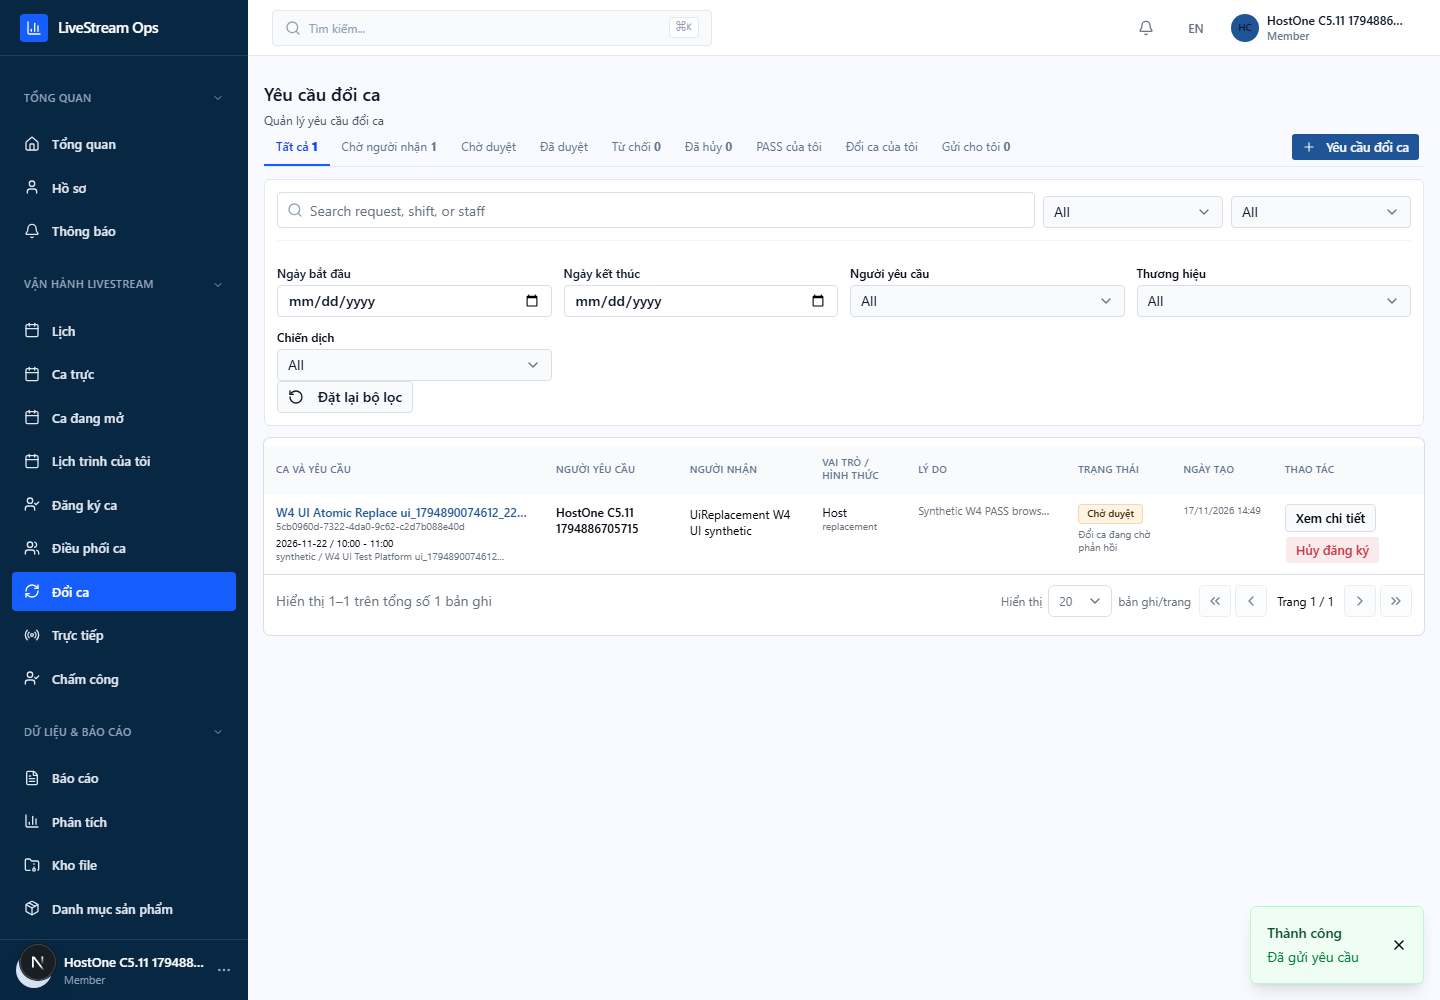 LiveStream Ops
Tìm kiếm...
⌘K
EN
HC
HostOne C5.11 1794886...
Member
TỔNG QUAN
Tổng quan
Hồ sơ
Thông báo
VẬN HÀNH LIVESTREAM
Lịch
Ca trực
Ca đang mở
Lịch trình của tôi
Đăng ký ca
Điều phối ca
Đổi ca
Trực tiếp
Chấm công
DỮ LIỆU & BÁO CÁO
Báo cáo
Phân tích
Kho file
Danh mục sản phẩm
N
HostOne C5.11 179488...
Member
Yêu cầu đổi ca
Quản lý yêu cầu đổi ca
Tất cả 1
Chờ người nhận 1
Chờ duyệt
Đã duyệt
Từ chối 0
Đã hủy 0
PASS của tôi
Đổi ca của tôi
Gửi cho tôi 0
Yêu cầu đổi ca
Search request, shift, or staff
All
All
Ngày bắt đầu
Ngày kết thúc
Người yêu cầu
Thương hiệu
mm/dd/yyyy
mm/dd/yyyy
All
All
Chiến dịch
All
Đặt lại bộ lọc
CA VÀ YÊU CẦU
NGƯỜI YÊU CẦU
NGƯỜI NHẬN
VAI TRÒ /
HÌNH THỨC
LÝ DO
TRẠNG THÁI
NGÀY TẠO
THAO TÁC
W4 UI Atomic Replace ui_1794890074612_22...
5cb0960d-7322-4da0-9c62-c2d7b088e40d
2026-11-22 / 10:00 - 11:00
synthetic / W4 UI Test Platform ui_1794890074612...
HostOne C5.11
1794886705715
UiReplacement W4
UI synthetic
Host
replacement
Synthetic W4 PASS brows...
Chờ duyệt
Đổi ca đang chờ
phản hồi
17/11/2026 14:49
Xem chi tiết
Hủy đăng ký
Hiển thị 1–1 trên tổng số 1 bản ghi
Hiển thị
20
bản ghi/trang
Trang 1 / 1
Thành công
Đã gửi yêu cầu